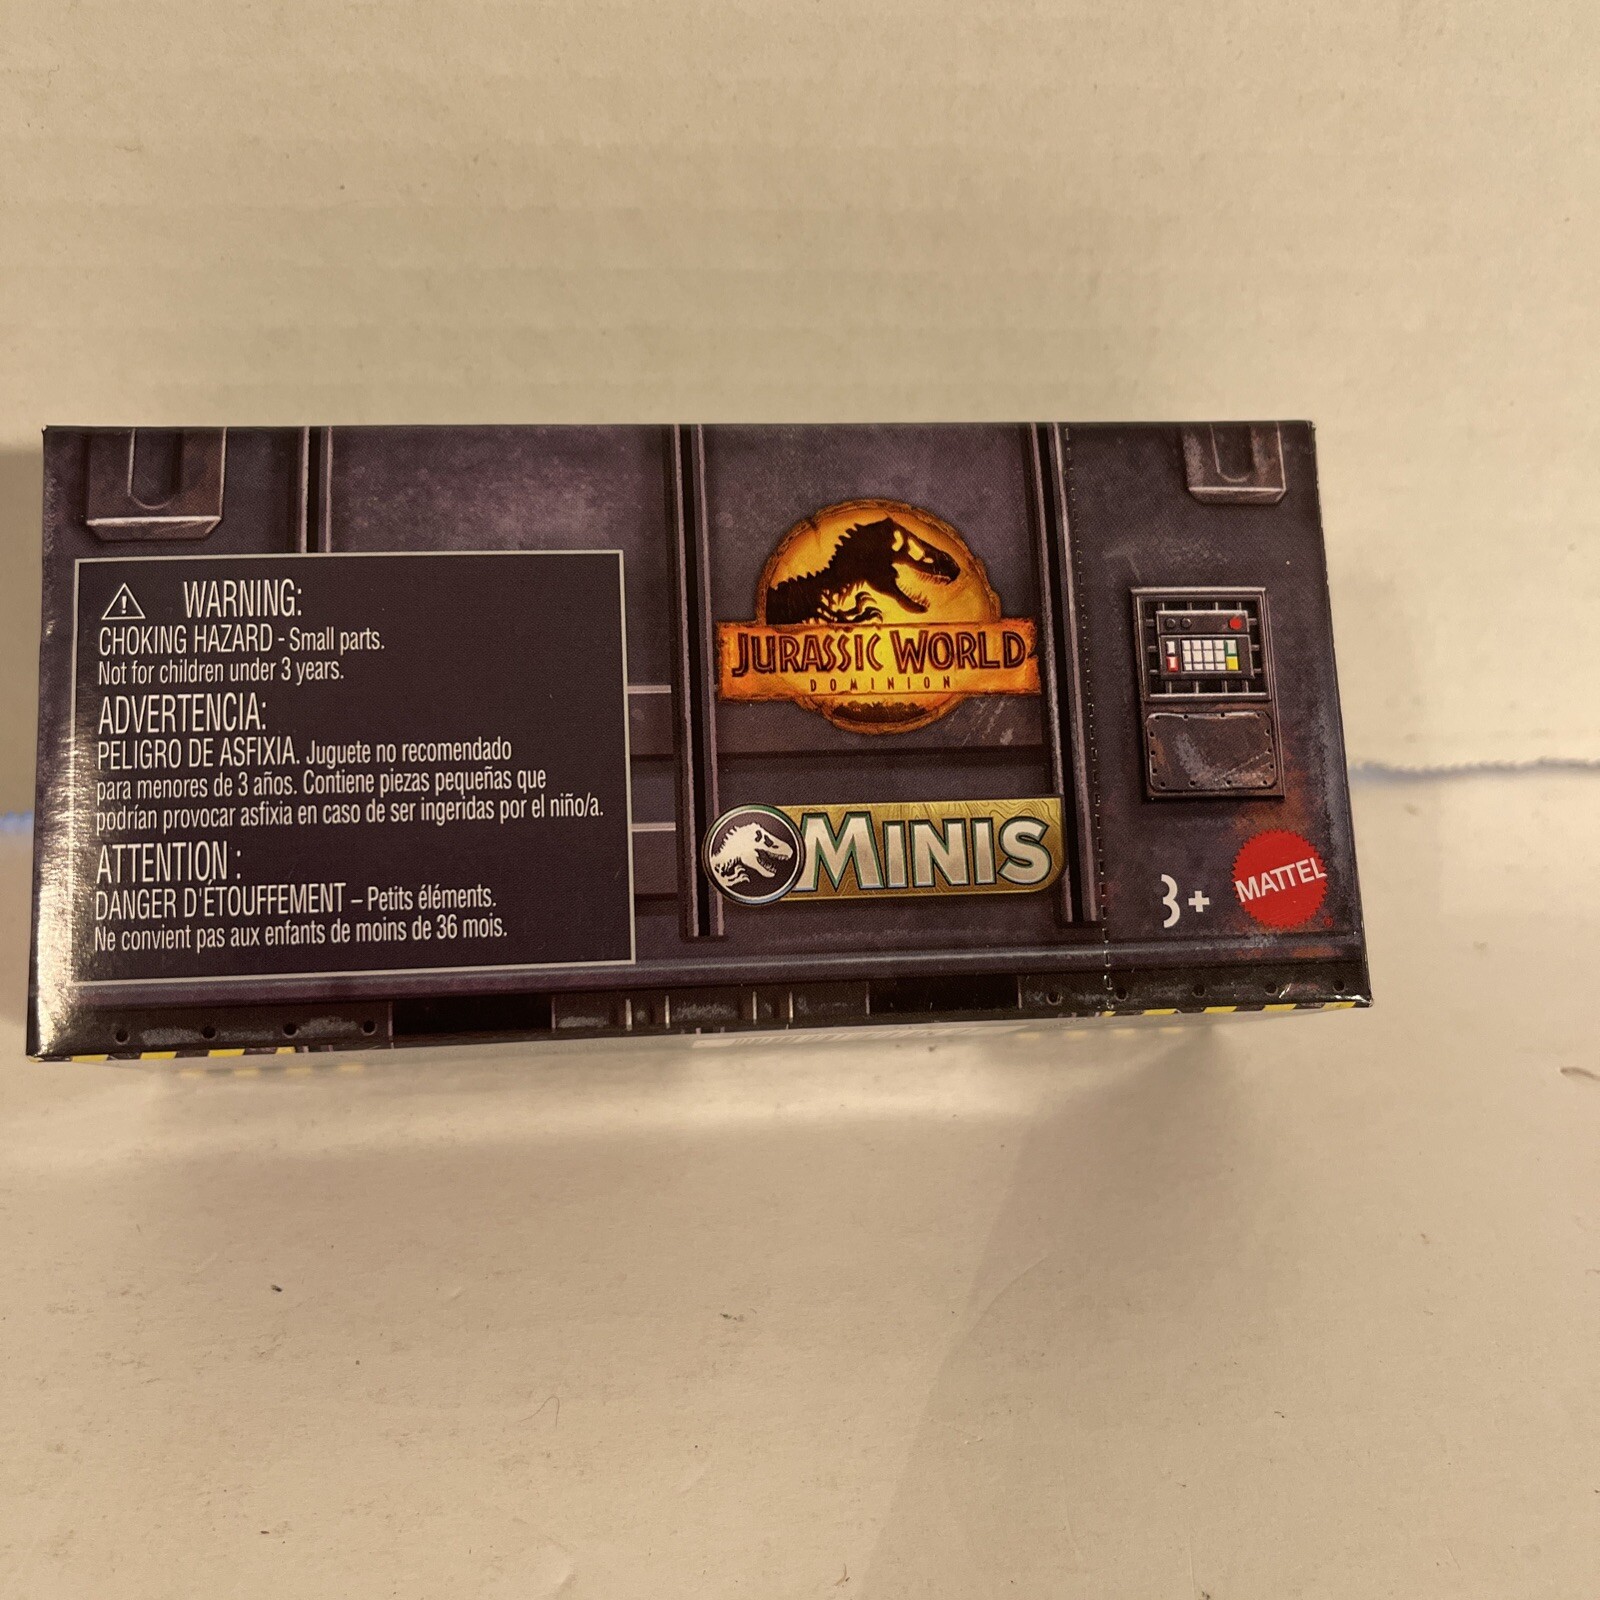 WARNING:
CHOKING HAZARD - Small parts.
Not for children under 3 years.
ADVERTENCIA:
PELIGRO DE ASFIXIA. Juguete no recomendado
para menores de 3 años. Contiene piezas pequeñas que
podrían provocar asfixia en caso de ser ingeridas por el niño/a.
ATTENTION :
DANGER D'ÉTOUFFEMENT – Petits éléments.
Ne convient pas aux enfants de moins de 36 mois.
JURASSIC WORLD
DOMINION
MINIS
3+
MATTEL